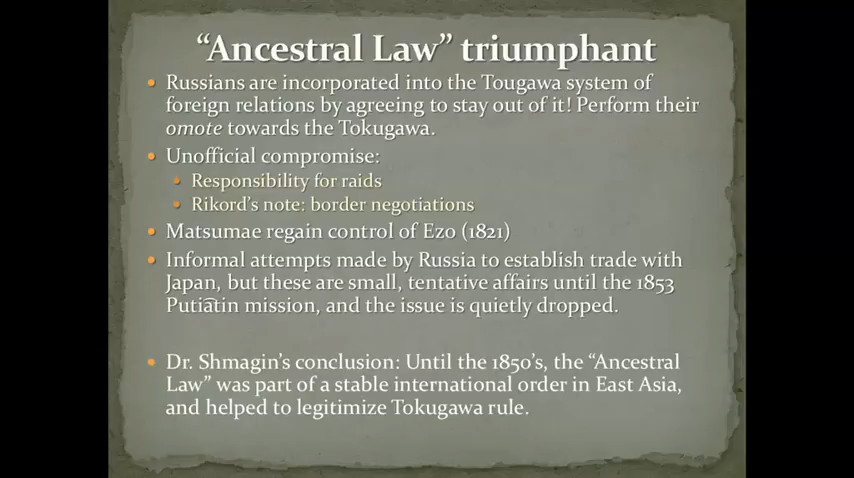 “Ancestral Law” triumphant
• Russians are incorporated into the Tougawa system of
foreign relations by agreeing to stay out of it! Perform their
omote towards the Tokugawa.
• Unofficial compromise:
• Responsibility for raids
• Rikord’s note: border negotiations
• Matsumae regain control of Ezo (1821)
• Informal attempts made by Russia to establish trade with
Japan, but these are small, tentative affairs until the 1853
Puti͡atin mission, and the issue is quietly dropped.
• Dr. Shmagin’s conclusion: Until the 1850’s, the “Ancestral
Law” was part of a stable international order in East Asia,
and helped to legitimize Tokugawa rule.